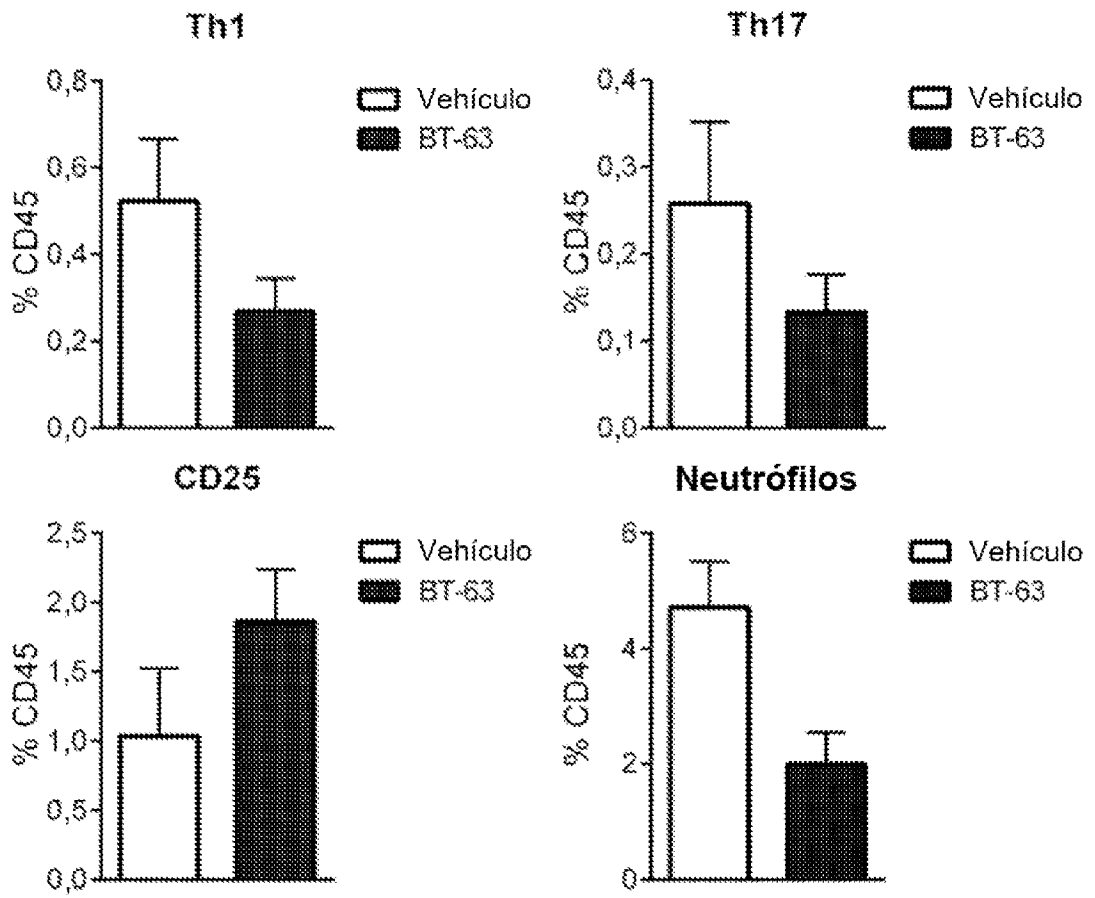 Th1
0,8
0,6
0,4
0,2
0,0
% CD45
Vehículo
BT-63
Th17
0,4
0,3
0,2
0,1
0,0
% CD45
Vehículo
BT-63
CD25
2,5
2,0
1,5
1,0
0,5
0,0
% CD45
Vehículo
BT-63
Neutrófilos
6
4
2
0
% CD45
Vehículo
BT-63